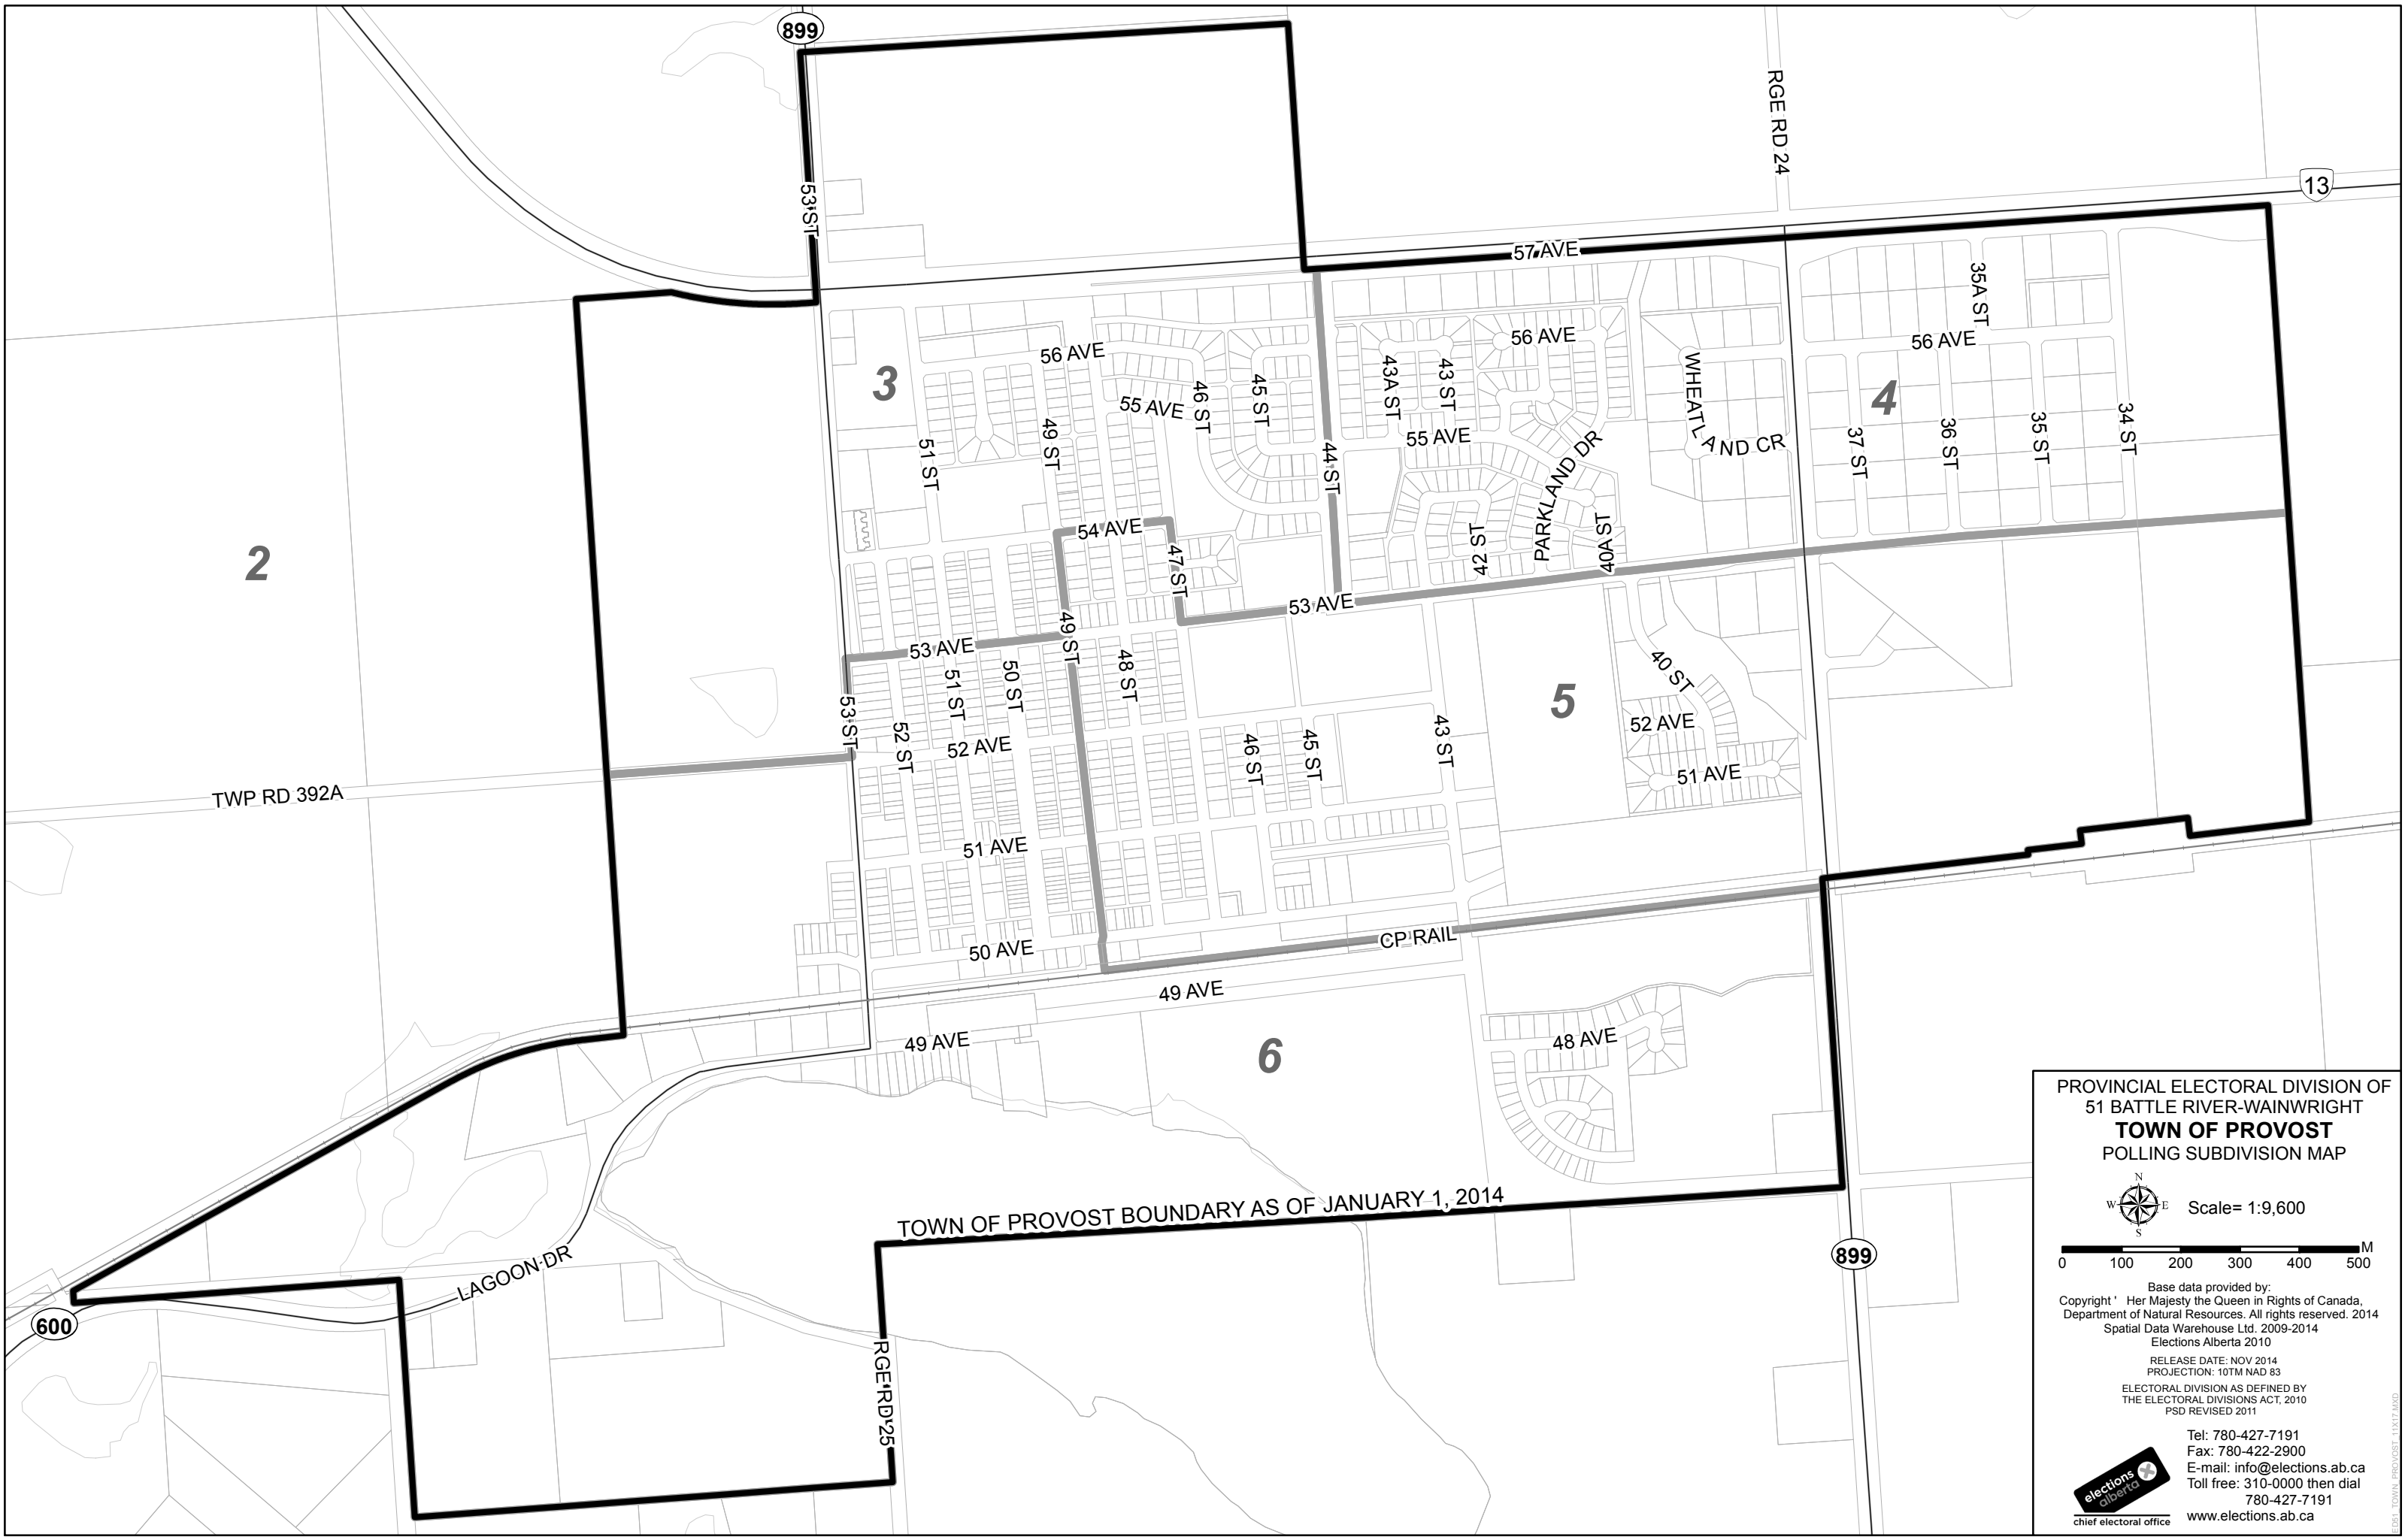 899
RGE RD 24
13
53 ST
57 AVE
35A ST
56 AVE
56 AVE
56 AVE
3
43A ST
43 ST
WHEATLAND CR
4
46 ST
45 ST
55 AVE
55 AVE
49 ST
51 ST
44 ST
PARKLAND DR
37 ST
36 ST
35 ST
34 ST
2
54 AVE
47 ST
42 ST
40A ST
53 AVE
49 ST
53 AVE
48 ST
50 ST
51 ST
53 ST
52 ST
52 AVE
46 ST
45 ST
43 ST
5
40 ST
52 AVE
51 AVE
TWP RD 392A
51 AVE
50 AVE
CP RAIL
49 AVE
49 AVE
6
48 AVE
TOWN OF PROVOST BOUNDARY AS OF JANUARY 1, 2014
LAGOON DR
600
RGE RD 25
899
PROVINCIAL ELECTORAL DIVISION OF
51 BATTLE RIVER-WAINWRIGHT
TOWN OF PROVOST
POLLING SUBDIVISION MAP
N
W E
S
Scale= 1:9,600
M
0 100 200 300 400 500
Base data provided by:
Copyright ' Her Majesty the Queen in Rights of Canada,
Department of Natural Resources. All rights reserved. 2014
Spatial Data Warehouse Ltd. 2009-2014
Elections Alberta 2010
RELEASE DATE: NOV 2014
PROJECTION: 10TM NAD 83
ELECTORAL DIVISION AS DEFINED BY
THE ELECTORAL DIVISIONS ACT, 2010
PSD REVISED 2011
Tel: 780-427-7191
Fax: 780-422-2900
E-mail: info@elections.ab.ca
Toll free: 310-0000 then dial
780-427-7191
www.elections.ab.ca
elections
alberta
chief electoral office